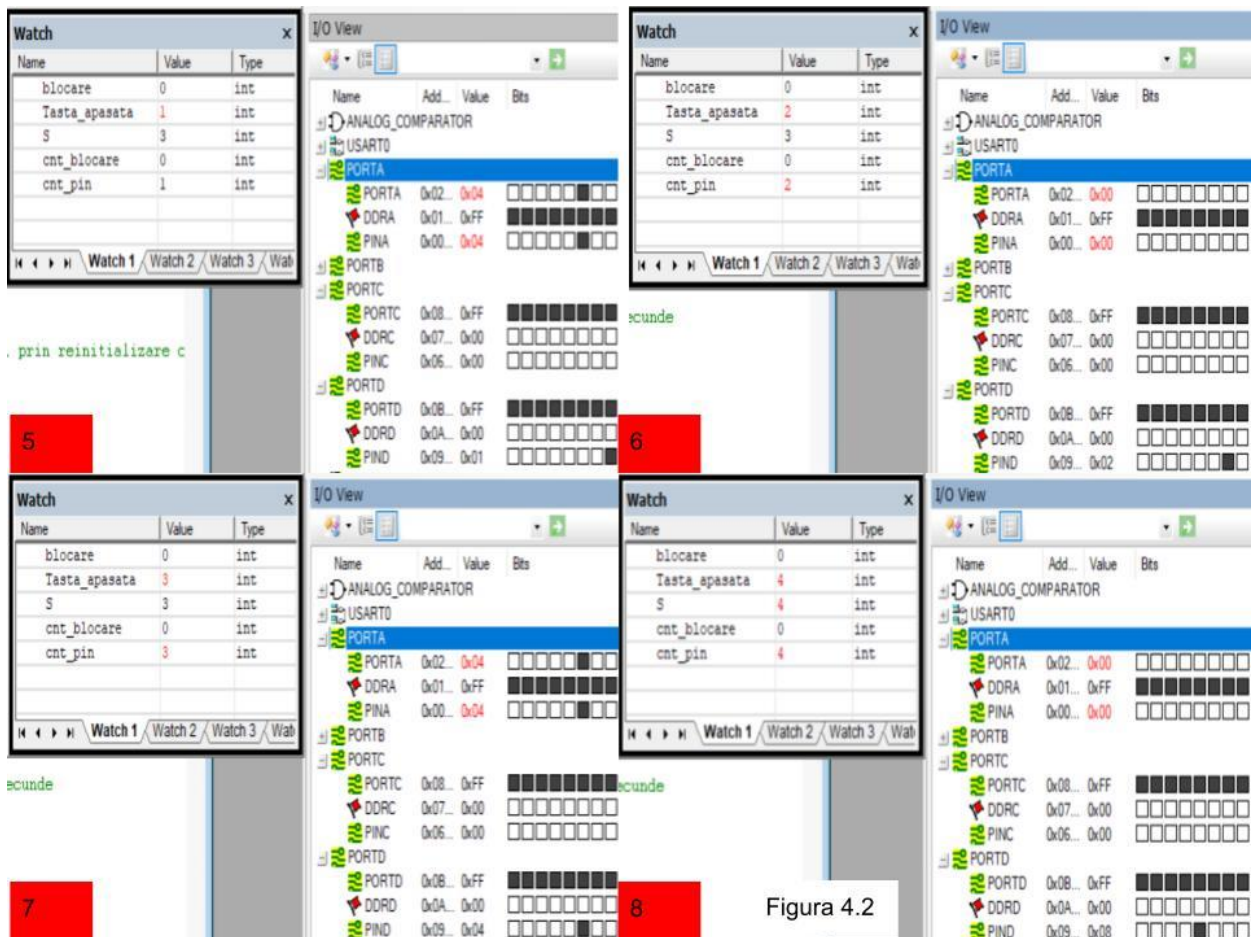 Watch x
Name Value Type
blocare 0 int
Tasta_apasata 1 int
S 3 int
cnt_blocare 0 int
cnt_pin 1 int
Watch 1 Watch 2 Watch 3 Wat
, prin reinitializare c
5
I/O View
Name Add... Value Bits
ANALOG_COMPARATOR
USART0
PORTA
PORTA 0x02... 0x04
DDRA 0x01... 0xFF
PINA 0x00... 0x04
PORTB
PORTC
PORTC 0x08... 0xFF
DDRC 0x07... 0x00
PINC 0x06... 0x00
PORTD
PORTD 0x0B... 0xFF
DDRD 0x0A... 0x00
PIND 0x09... 0x01
Watch x
Name Value Type
blocare 0 int
Tasta_apasata 2 int
S 3 int
cnt_blocare 0 int
cnt_pin 2 int
Watch 1 Watch 2 Watch 3 Wat
ecunde
6
I/O View
Name Add... Value Bits
ANALOG_COMPARATOR
USART0
PORTA
PORTA 0x02... 0x00
DDRA 0x01... 0xFF
PINA 0x00... 0x00
PORTB
PORTC
PORTC 0x08... 0xFF
DDRC 0x07... 0x00
PINC 0x06... 0x00
PORTD
PORTD 0x0B... 0xFF
DDRD 0x0A... 0x00
PIND 0x09... 0x02
Watch x
Name Value Type
blocare 0 int
Tasta_apasata 3 int
S 3 int
cnt_blocare 0 int
cnt_pin 3 int
Watch 1 Watch 2 Watch 3 Wat
ecunde
7
I/O View
Name Add... Value Bits
ANALOG_COMPARATOR
USART0
PORTA
PORTA 0x02... 0x04
DDRA 0x01... 0xFF
PINA 0x00... 0x04
PORTB
PORTC
PORTC 0x08... 0xFF
DDRC 0x07... 0x00
PINC 0x06... 0x00
PORTD
PORTD 0x0B... 0xFF
DDRD 0x0A... 0x00
PIND 0x09... 0x04
Watch x
Name Value Type
blocare 0 int
Tasta_apasata 4 int
S 4 int
cnt_blocare 0 int
cnt_pin 4 int
Watch 1 Watch 2 Watch 3 Wat
ecunde
8
Figura 4.2
I/O View
Name Add... Value Bits
ANALOG_COMPARATOR
USART0
PORTA
PORTA 0x02... 0x00
DDRA 0x01... 0xFF
PINA 0x00... 0x00
PORTB
PORTC
PORTC 0x08... 0xFF
DDRC 0x07... 0x00
PINC 0x06... 0x00
PORTD
PORTD 0x0B... 0xFF
DDRD 0x0A... 0x00
PIND 0x09... 0x08